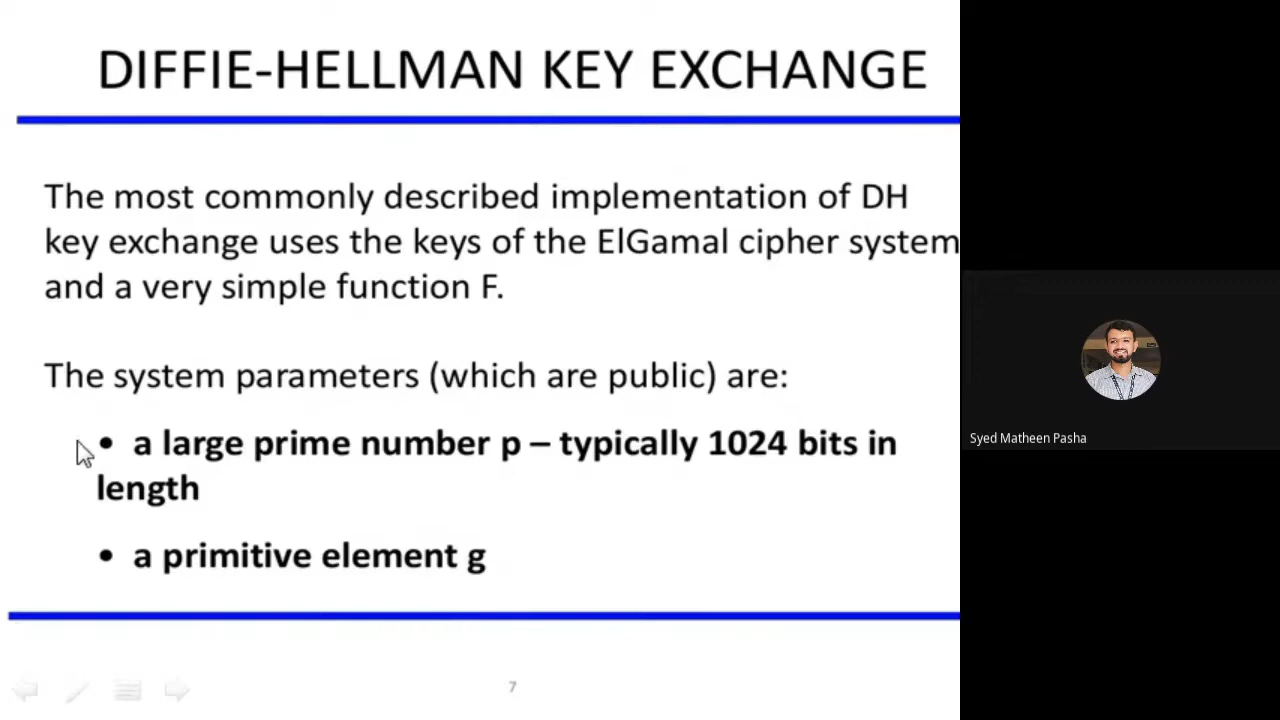 DIFFIE-HELLMAN KEY EXCHANGE
The most commonly described implementation of DH
key exchange uses the keys of the ElGamal cipher system
and a very simple function F.
The system parameters (which are public) are:
• a large prime number p – typically 1024 bits in
length
• a primitive element g
7
Syed Matheen Pasha